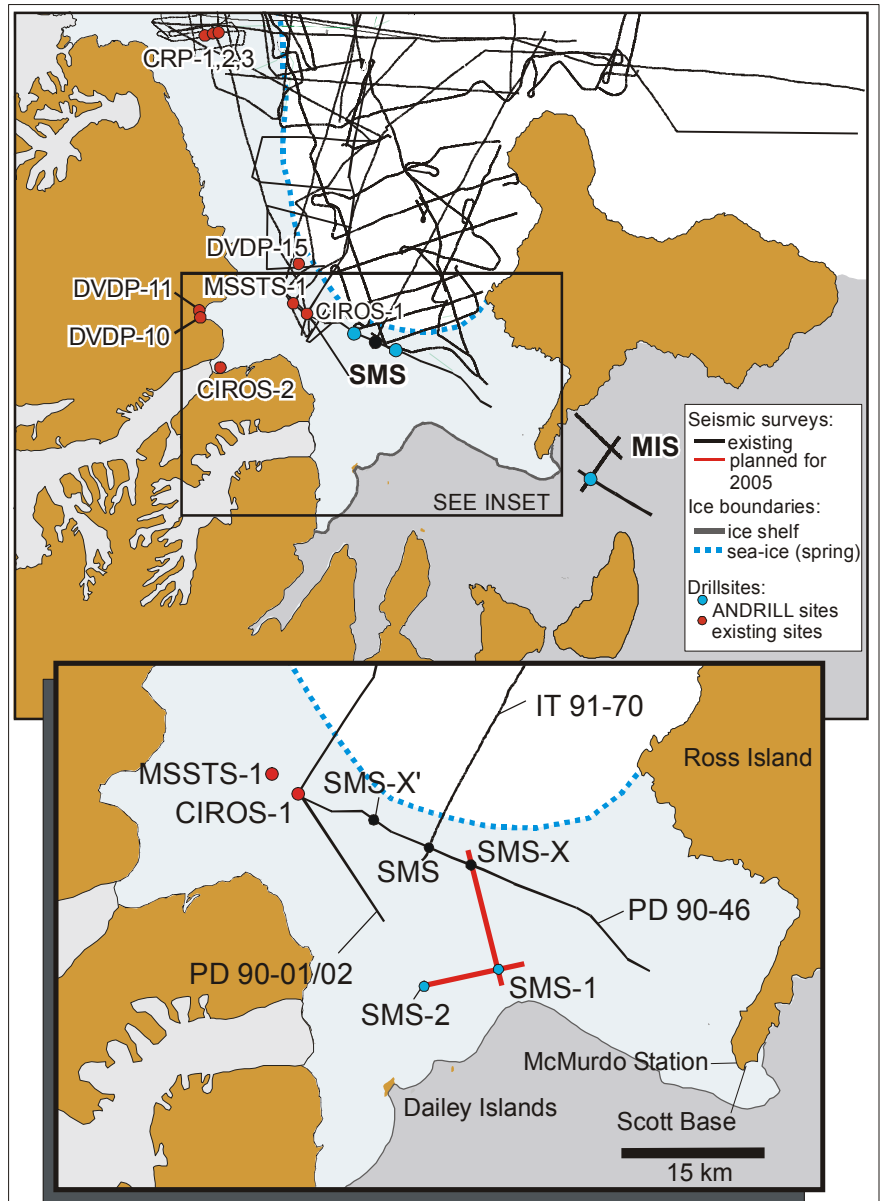 CRP-1,2,3
DVDP-15
MSSTS-1
DVDP-11
CIROS-1
DVDP-10
SMS
CIROS-2
MIS
SEE INSET
Seismic surveys:
existing
planned for
2005
Ice boundaries:
ice shelf
sea-ice (spring)
Drillsites:
ANDRILL sites
existing sites
IT 91-70
Ross Island
MSSTS-1
SMS-X'
CIROS-1
SMS-X
SMS
PD 90-46
PD 90-01/02
SMS-1
SMS-2
McMurdo Station
Dailey Islands
Scott Base
15 km